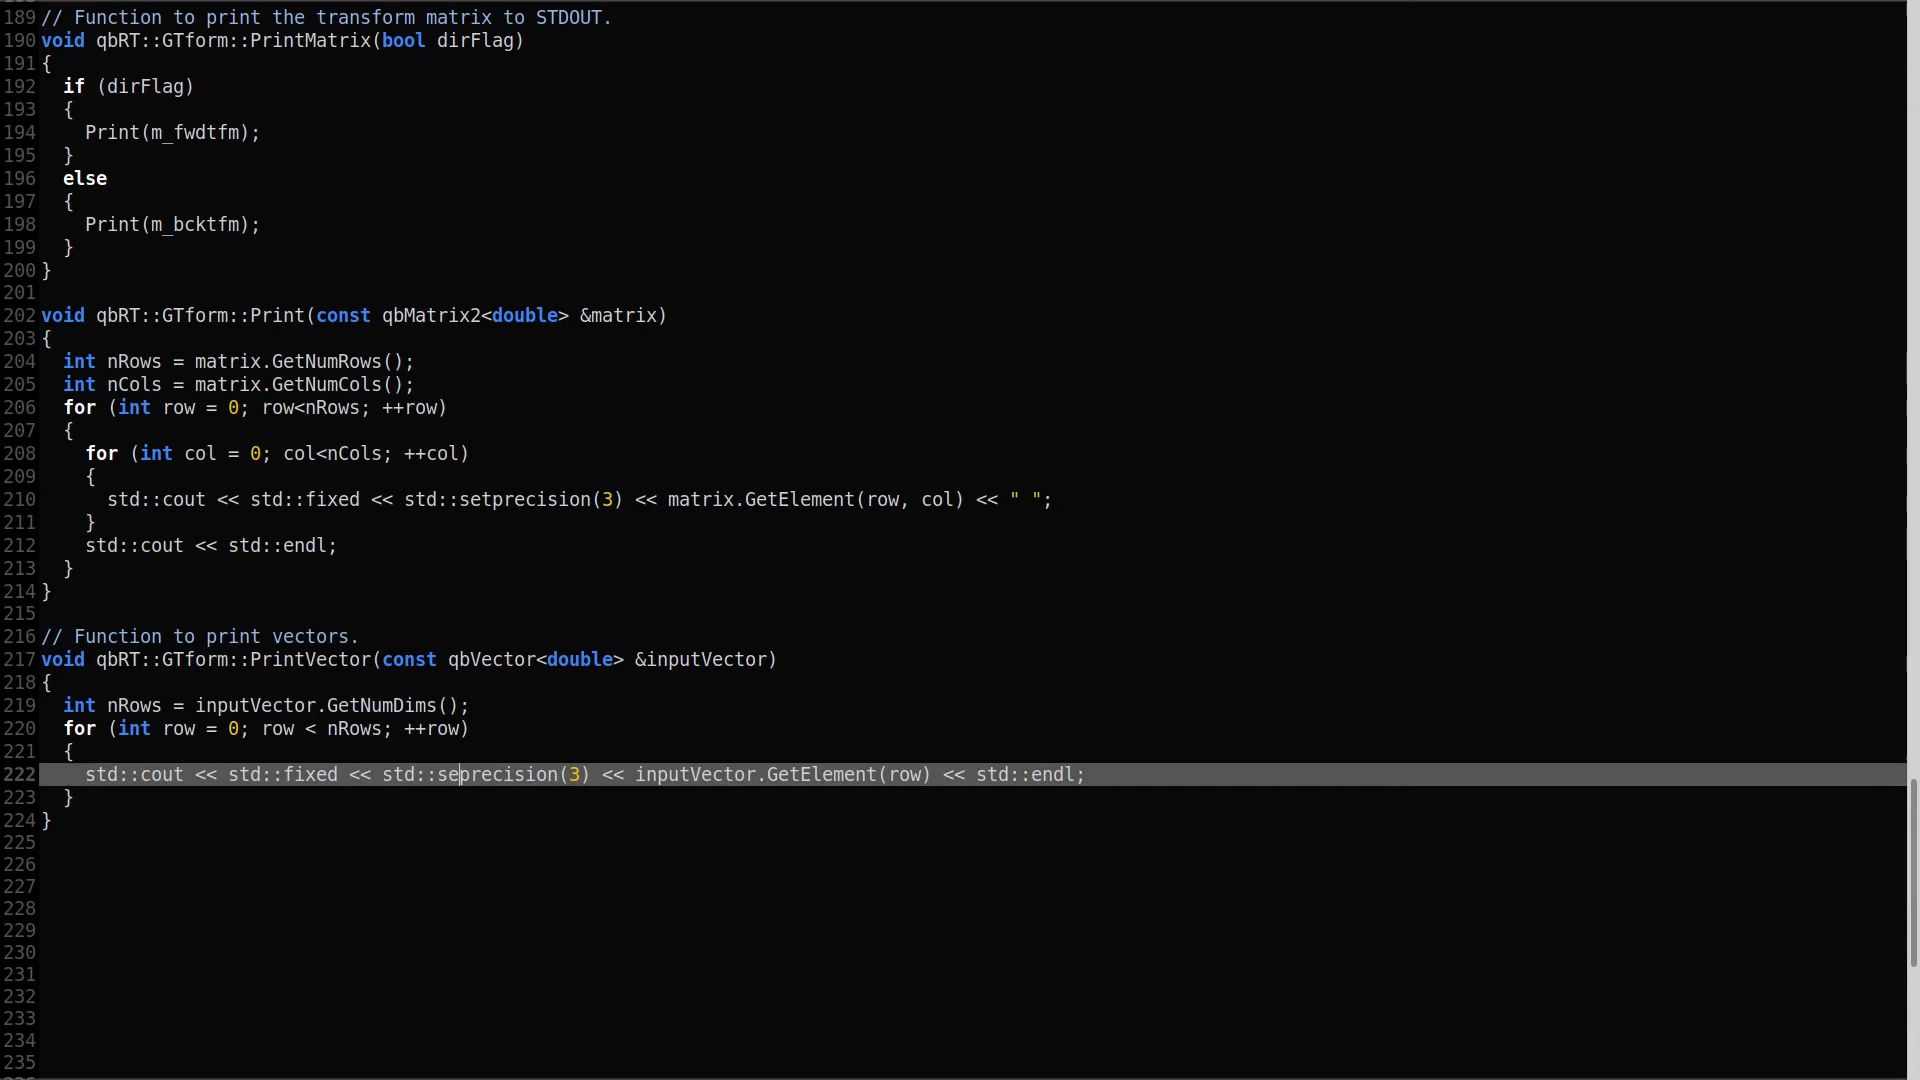 189 // Function to print the transform matrix to STDOUT.
190 void qbRT::GTform::PrintMatrix(bool dirFlag)
191 {
192   if (dirFlag)
193   {
194     Print(m_fwdtfm);
195   }
196   else
197   {
198     Print(m_bcktfm);
199   }
200 }
201
202 void qbRT::GTform::Print(const qbMatrix2<double> &matrix)
203 {
204   int nRows = matrix.GetNumRows();
205   int nCols = matrix.GetNumCols();
206   for (int row = 0; row<nRows; ++row)
207   {
208     for (int col = 0; col<nCols; ++col)
209     {
210       std::cout << std::fixed << std::setprecision(3) << matrix.GetElement(row, col) << " ";
211     }
212     std::cout << std::endl;
213   }
214 }
215
216 // Function to print vectors.
217 void qbRT::GTform::PrintVector(const qbVector<double> &inputVector)
218 {
219   int nRows = inputVector.GetNumDims();
220   for (int row = 0; row < nRows; ++row)
221   {
222     std::cout << std::fixed << std::seprecision(3) << inputVector.GetElement(row) << std::endl;
223   }
224 }
225
226
227
228
229
230
231
232
233
234
235